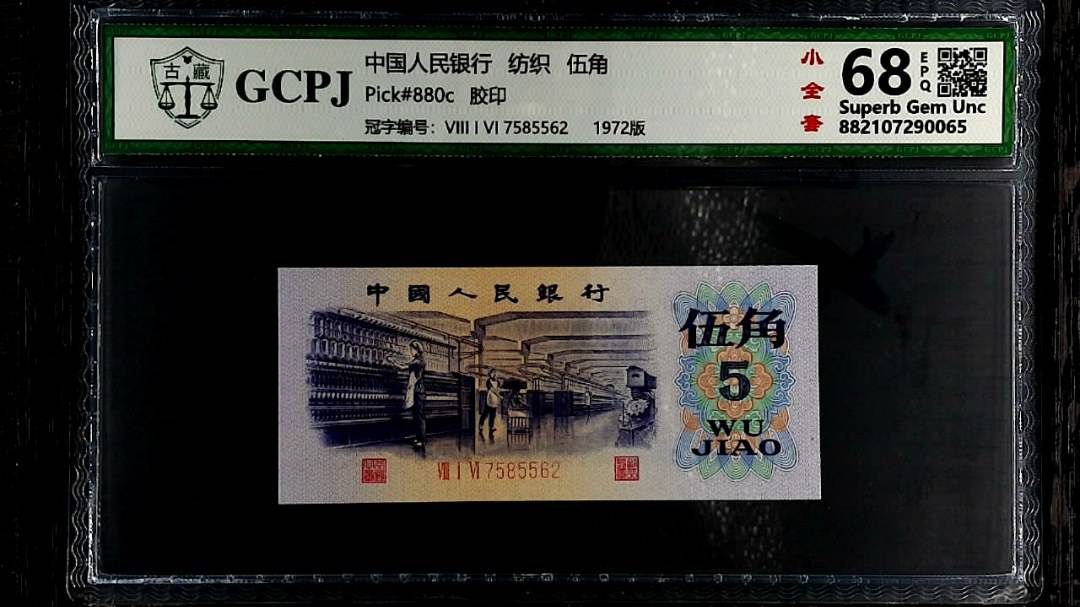 古藏
GCPJ
中国人民银行 纺织 伍角
Pick#880c 胶印
冠字编号：VIII I VI 7585562 1972版
小全套
68 EPQ
Superb Gem Unc
882107290065
中國人民銀行
伍角
5
WU
JIAO
VIII I VI 7585562